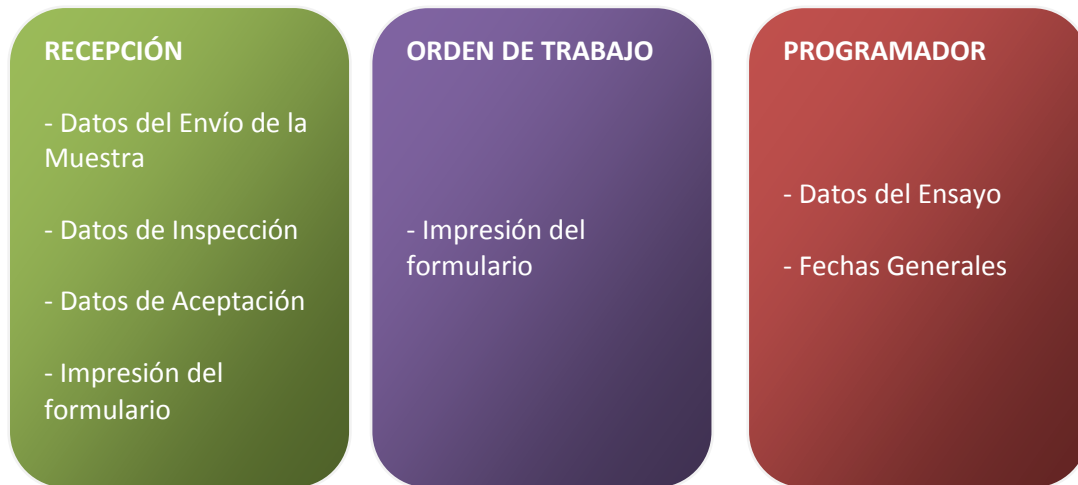 RECEPCIÓN
- Datos del Envío de la
Muestra
- Datos de Inspección
- Datos de Aceptación
- Impresión del
formulario
ORDEN DE TRABAJO
- Impresión del
formulario
PROGRAMADOR
- Datos del Ensayo
- Fechas Generales